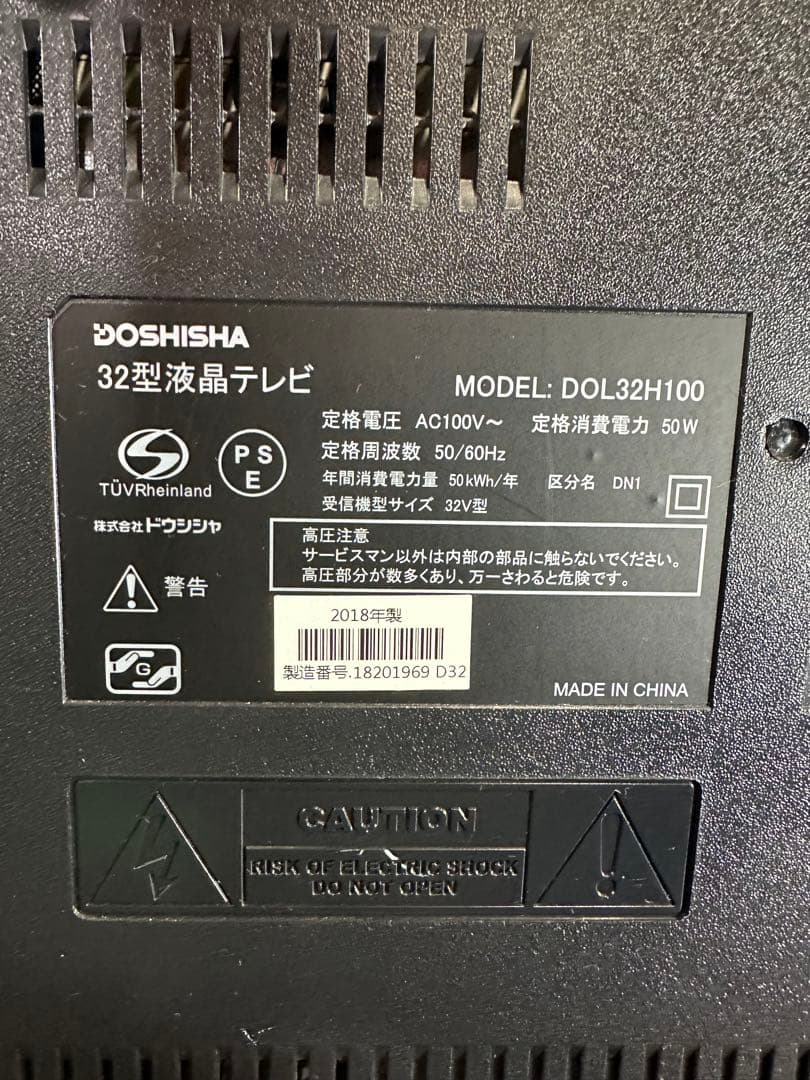 DOSHISHA
32型液晶テレビ
MODEL: DOL32H100
定格電圧 AC100V～ 定格消費電力 50W
定格周波数 50/60Hz
年間消費電力量 50kWh/年 区分名 DN1
受信機型サイズ 32V型
TÜVRheinland
PS
E
株式会社ドウシシャ
高圧注意
サービスマン以外は内部の部品に触らないでください。
高圧部分が数多くあり、万一さわると危険です。
警告
G
2018年製
製造番号.18201969 D32
MADE IN CHINA
CAUTION
RISK OF ELECTRIC SHOCK
DO NOT OPEN